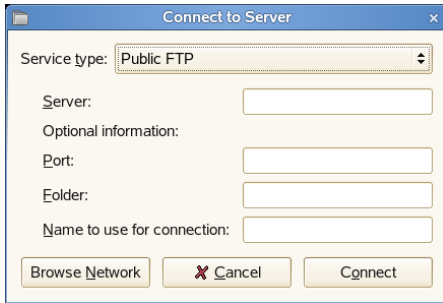 Connect to Server
Service type: Public FTP
Server:
Optional information:
Port:
Folder:
Name to use for connection:
Browse Network Cancel Connect